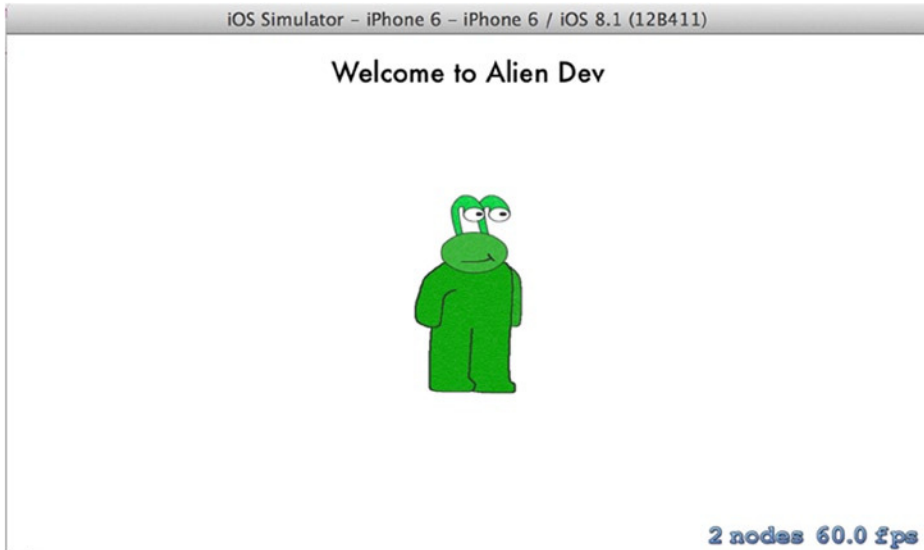 iOS Simulator – iPhone 6 – iPhone 6 / iOS 8.1 (12B411)
Welcome to Alien Dev
2 nodes 60.0 fps